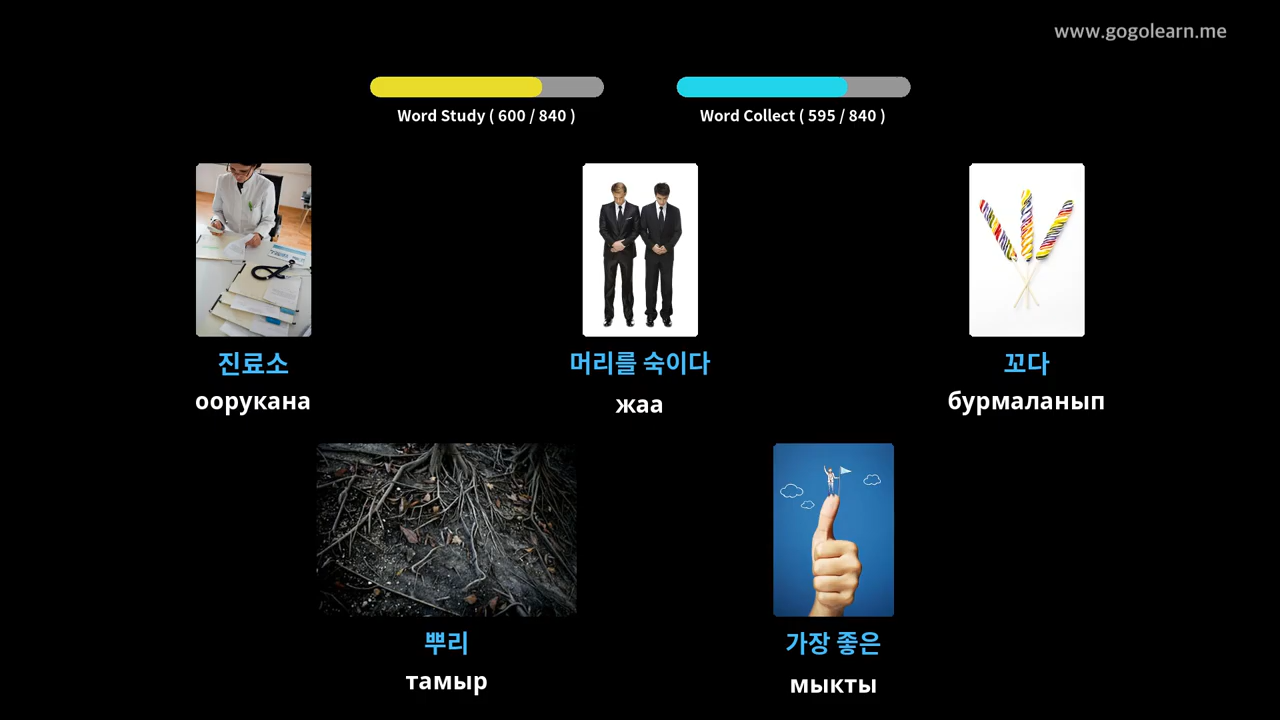 www.gogolearn.me
Word Study ( 600 / 840 )
Word Collect ( 595 / 840 )
진료소
оорукана
머리를 숙이다
жаа
꼬다
бурмаланып
뿌리
тамыр
가장 좋은
мыкты